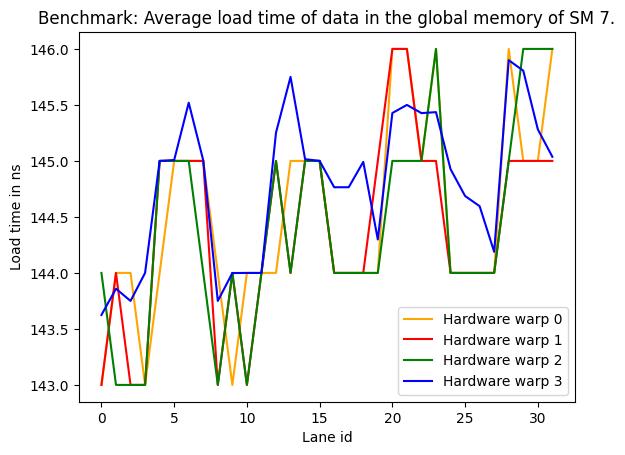 Benchmark: Average load time of data in the global memory of SM 7.
146.0
145.5
145.0
144.5
144.0
143.5
143.0
Load time in ns
Hardware warp 0
Hardware warp 1
Hardware warp 2
Hardware warp 3
0 5 10 15 20 25 30
Lane id